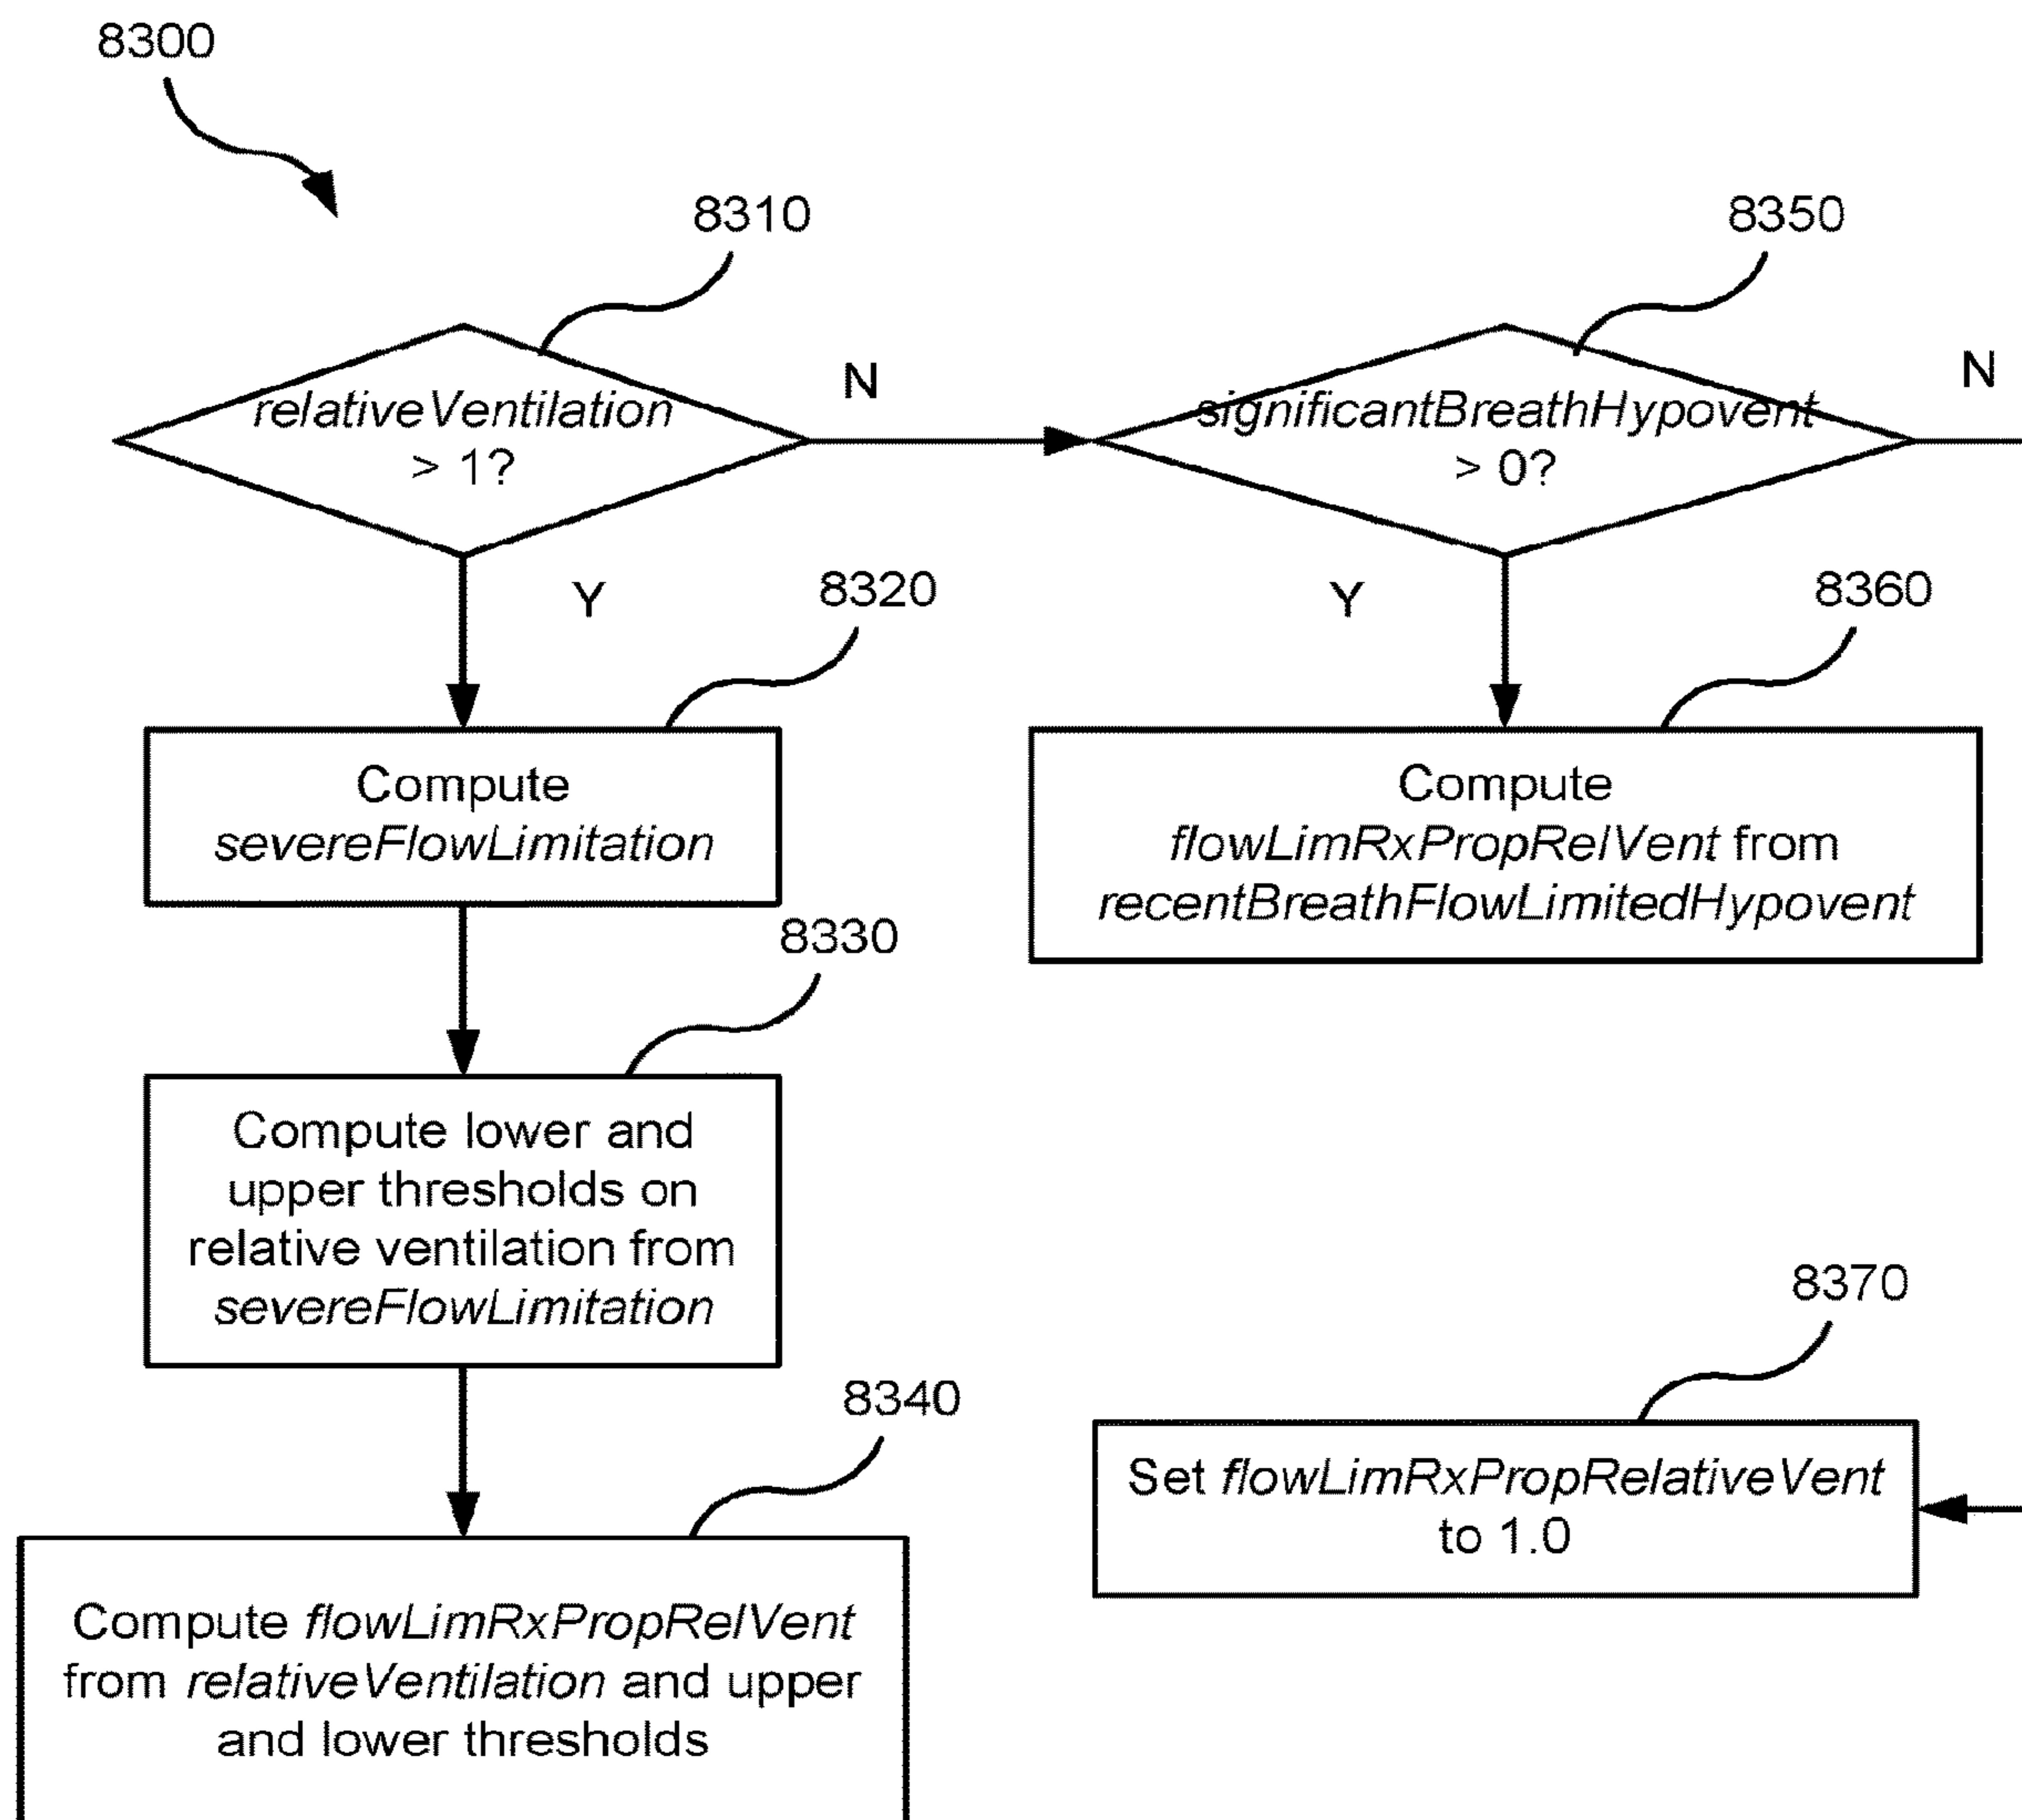 8300
8310
8350
relativeVentilation
> 1?
N
significantBreathHypovent
> 0?
N
Y
8320
Y
8360
Compute
severeFlowLimitation
Compute
flowLimRxPropRelVent from
recentBreathFlowLimitedHypovent
8330
Compute lower and
upper thresholds on
relative ventilation from
severeFlowLimitation
8370
8340
Set flowLimRxPropRelativeVent
to 1.0
Compute flowLimRxPropRelVent
from relativeVentilation and upper
and lower thresholds